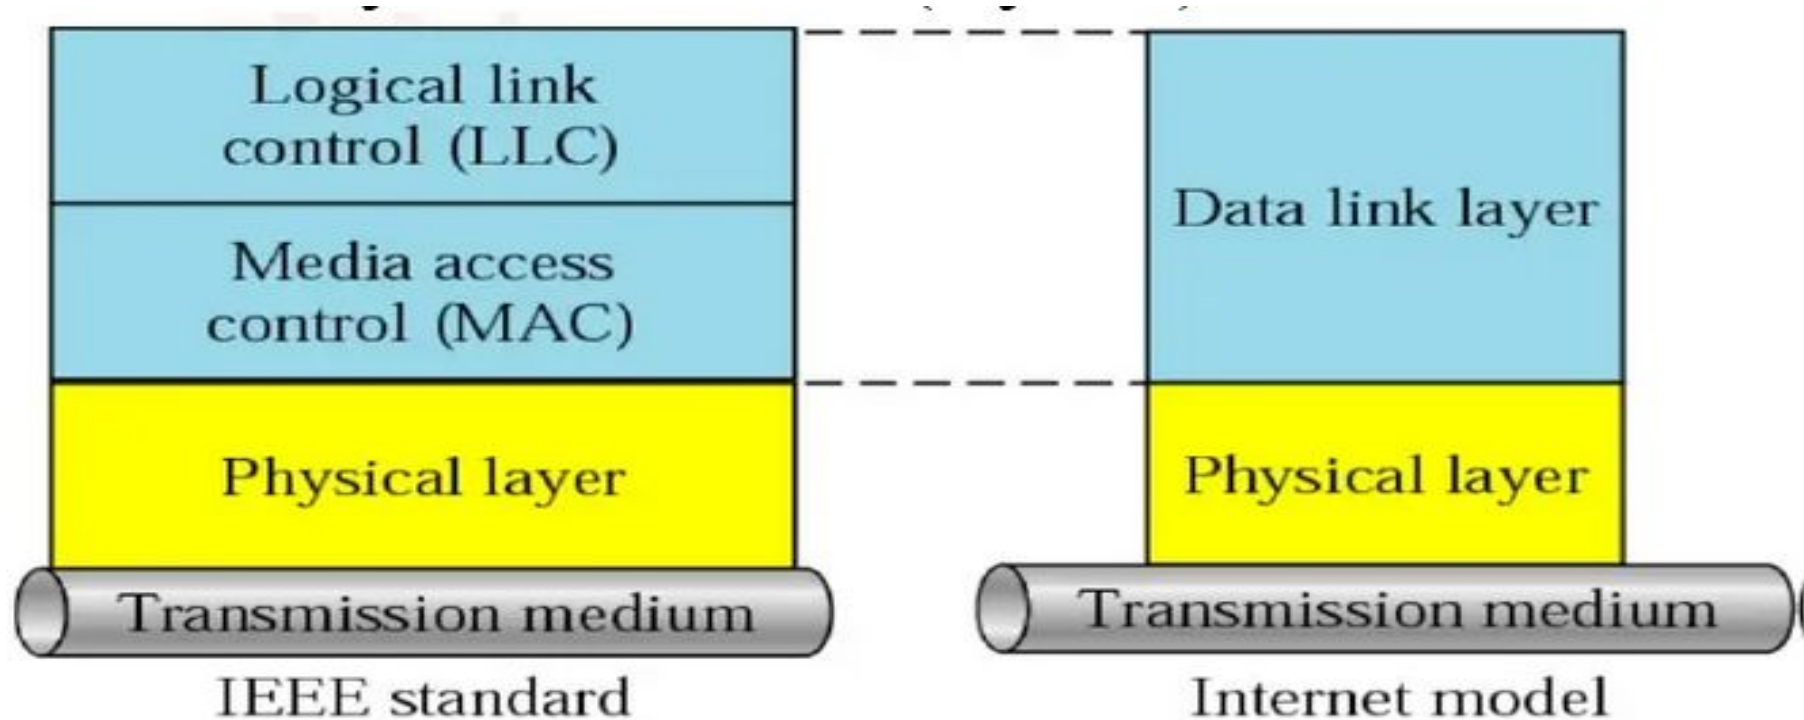 Logical link
control (LLC)
Media access
control (MAC)
Physical layer
Transmission medium
IEEE standard
Data link layer
Physical layer
Transmission medium
Internet model